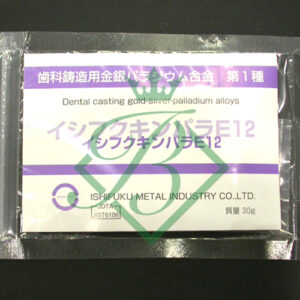 歯科鋳造用金銀パラジウム合金 第1種
Dental casting gold-silver-palladium alloys
イシフクキンパラE12
イシフクキンパラE12
ISHIFUKU METAL INDUSTRY CO.,LTD.
JDTA
JIST6106
質量 30g